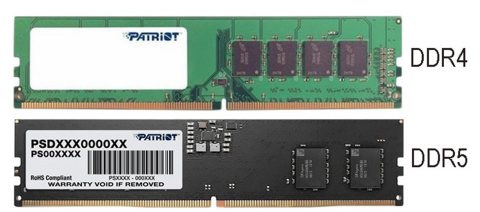 PATRIOT
DDR4
PSDXXX0000XX
PS00XXXX
PATRIOT
RoHS Compliant
PSXXXX - 000XXX
WARRANTY VOID IF REMOVED
DDR5